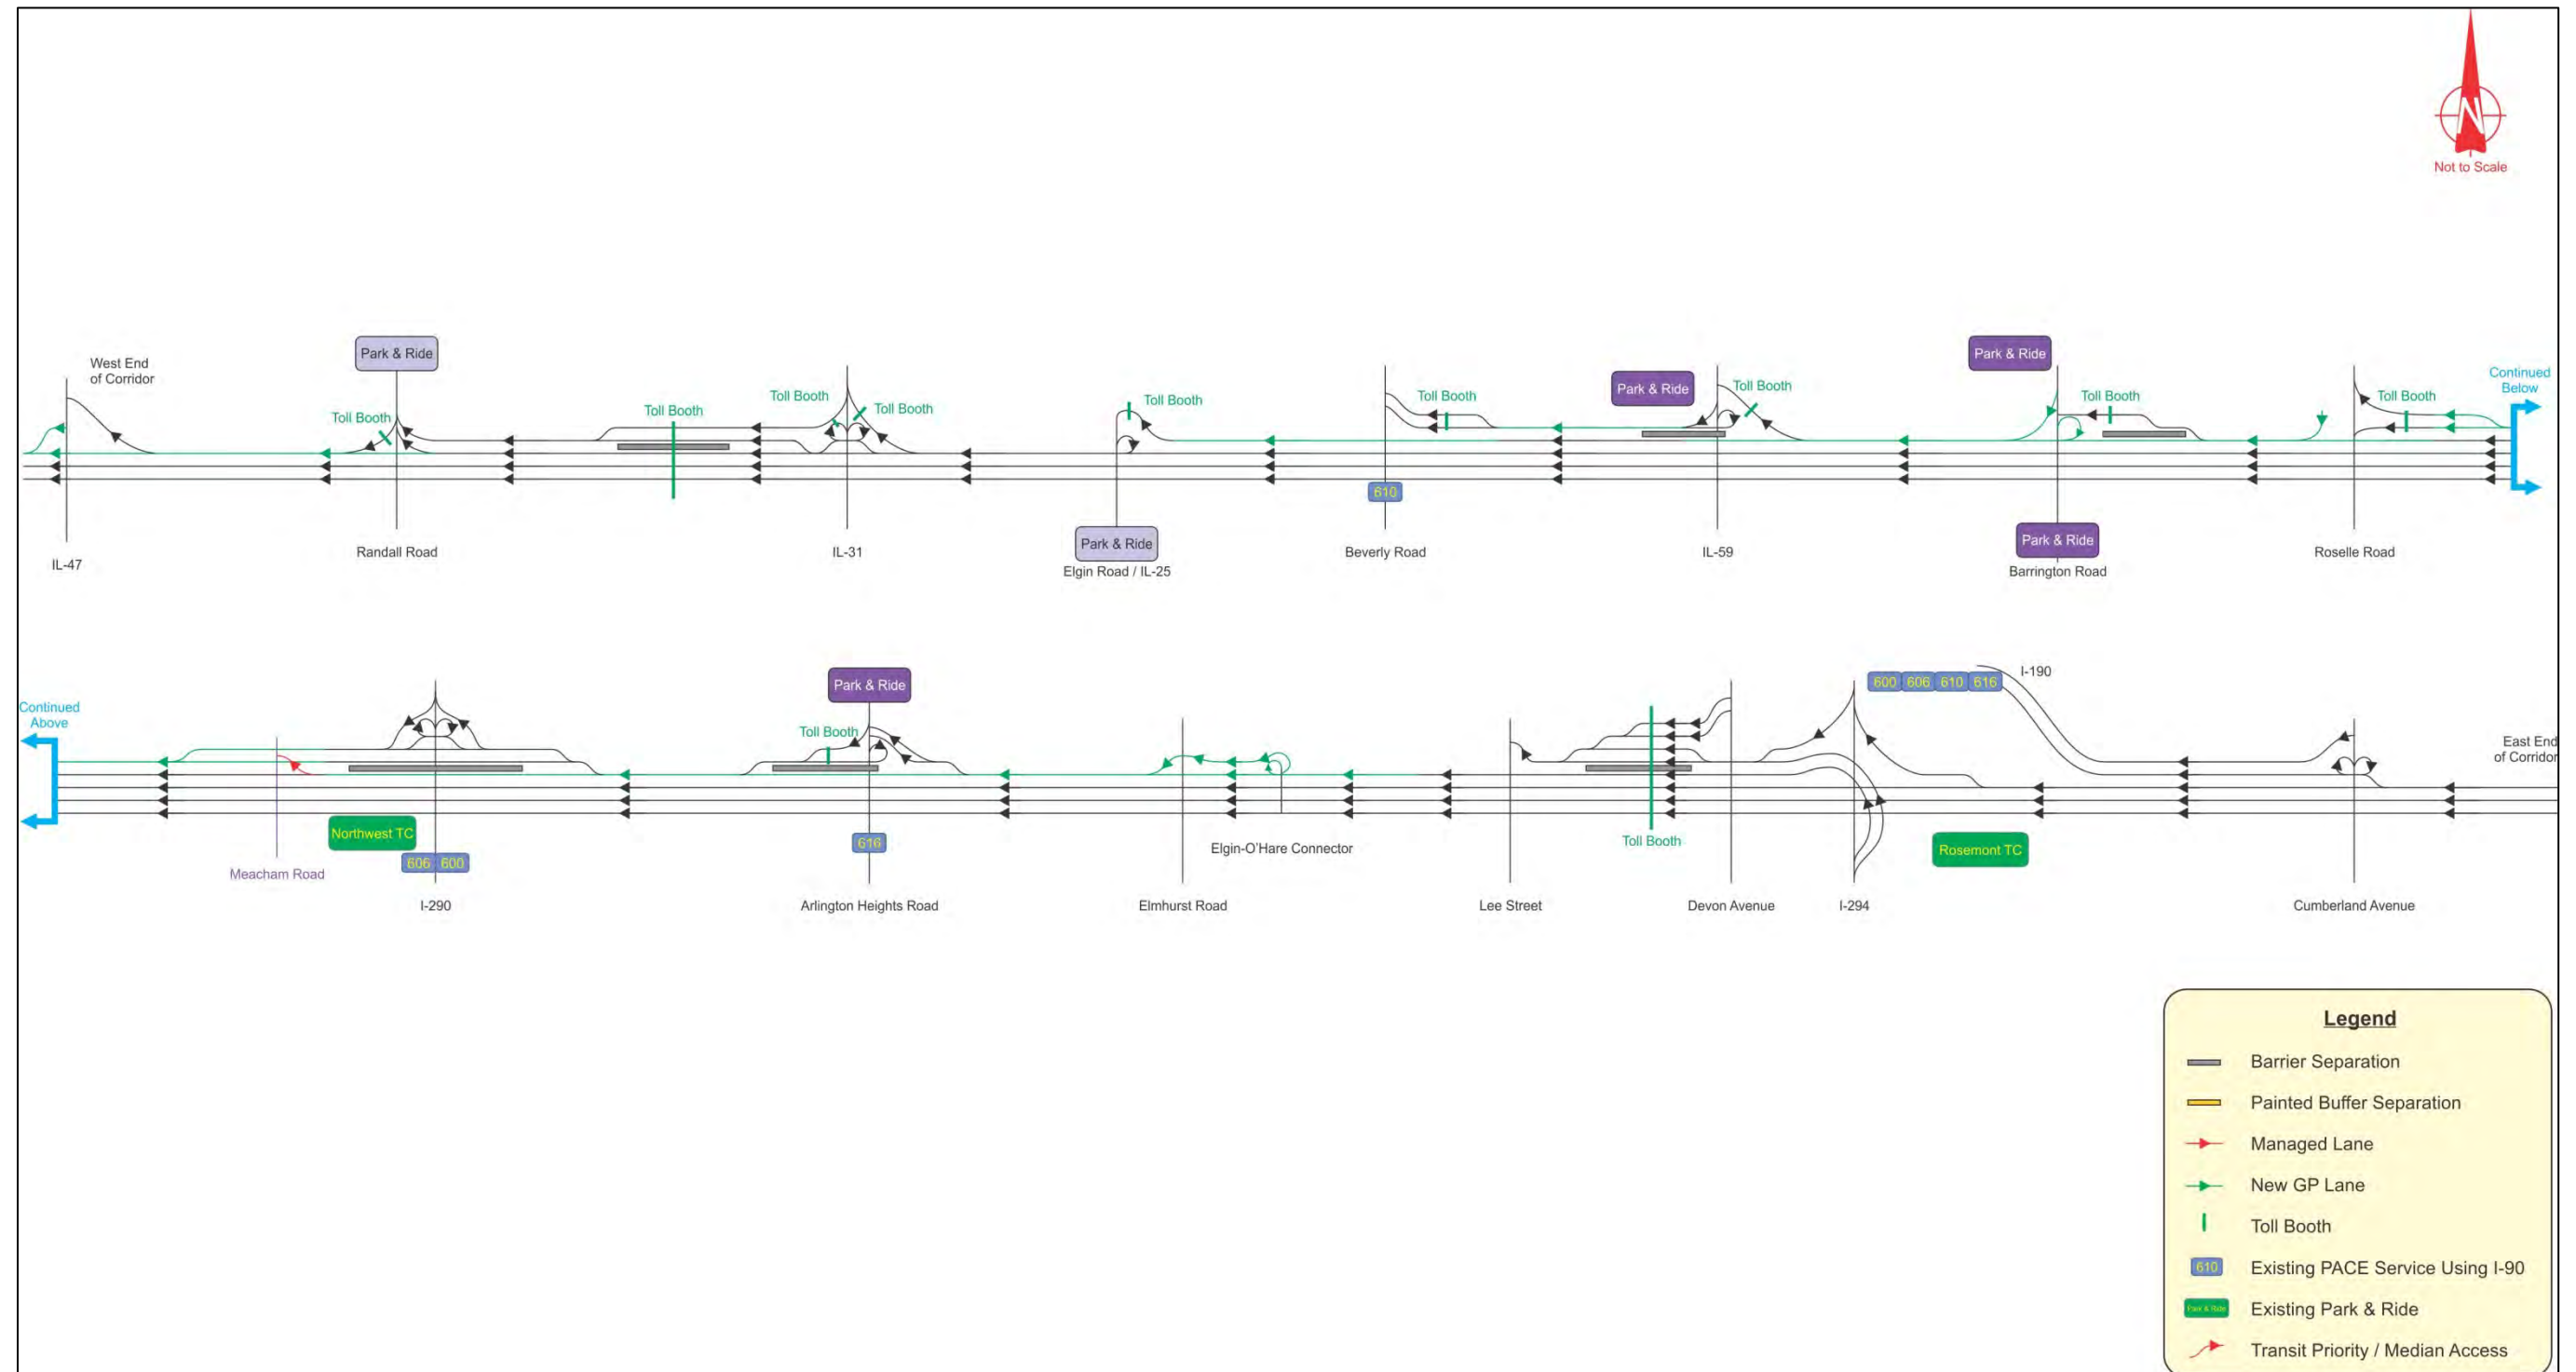 N
Not to Scale
West End
of Corridor
Park & Ride
Toll Booth
Toll Booth
Toll Booth
Toll Booth
Toll Booth
Toll Booth
Park & Ride
Toll Booth
Park & Ride
Toll Booth
Toll Booth
Continued
Below
610
Park & Ride
Park & Ride
IL-47
Randall Road
IL-31
Elgin Road / IL-25
Beverly Road
IL-59
Barrington Road
Roselle Road
Continued
Above
Park & Ride
Toll Booth
600 606 610 616
I-190
East End
of Corridor
Northwest TC
606 600
616
Toll Booth
Rosemont TC
Elgin-O'Hare Connector
Meacham Road
I-290
Arlington Heights Road
Elmhurst Road
Lee Street
Devon Avenue
I-294
Cumberland Avenue
Legend
Barrier Separation
Painted Buffer Separation
Managed Lane
New GP Lane
Toll Booth
610 Existing PACE Service Using I-90
Park & Ride Existing Park & Ride
Transit Priority / Median Access